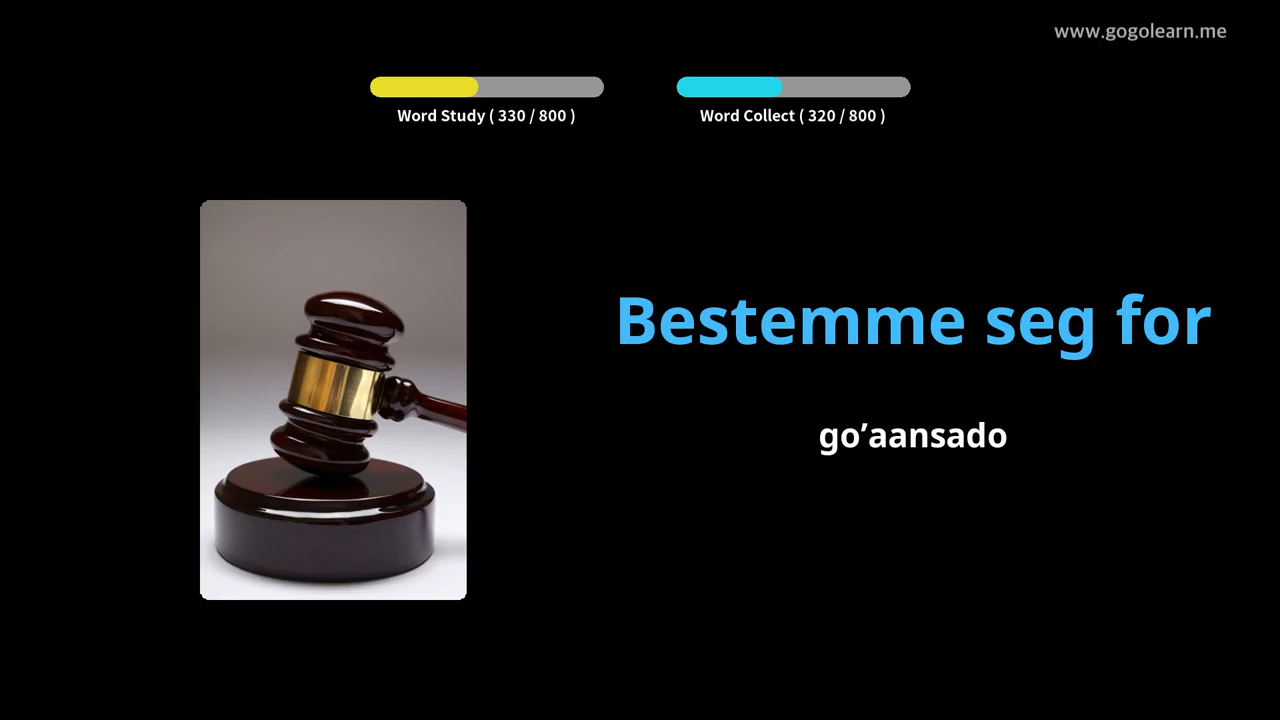 www.gogolearn.me
Word Study ( 330 / 800 )
Word Collect ( 320 / 800 )
Bestemme seg for
go’aansado